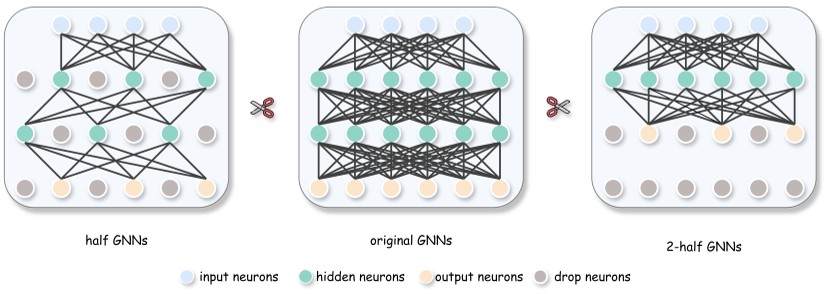 half GNNs
original GNNs
2-half GNNs
input neurons
hidden neurons
output neurons
drop neurons